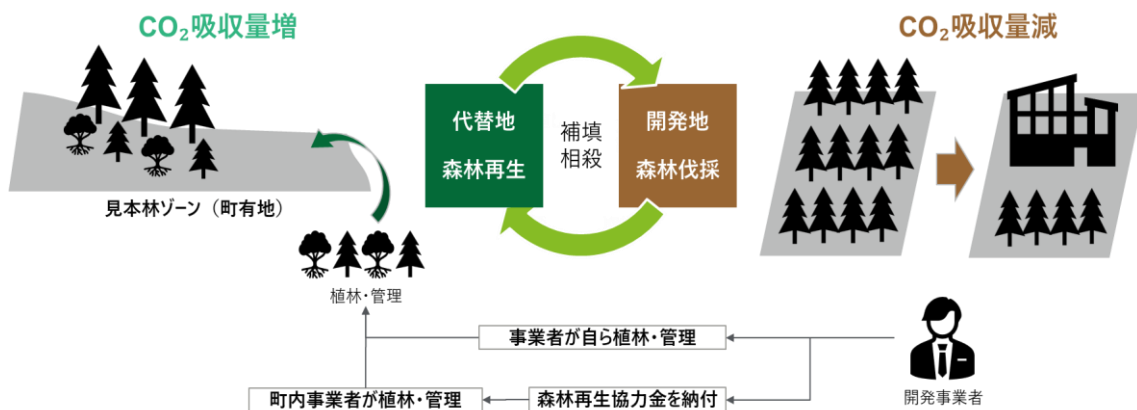 CO₂吸収量増
CO₂吸収量減
代替地
森林再生
補填
相殺
開発地
森林伐採
見本林ゾーン（町有地）
植林・管理
事業者が自ら植林・管理
町内事業者が植林・管理
森林再生協力金を納付
開発事業者